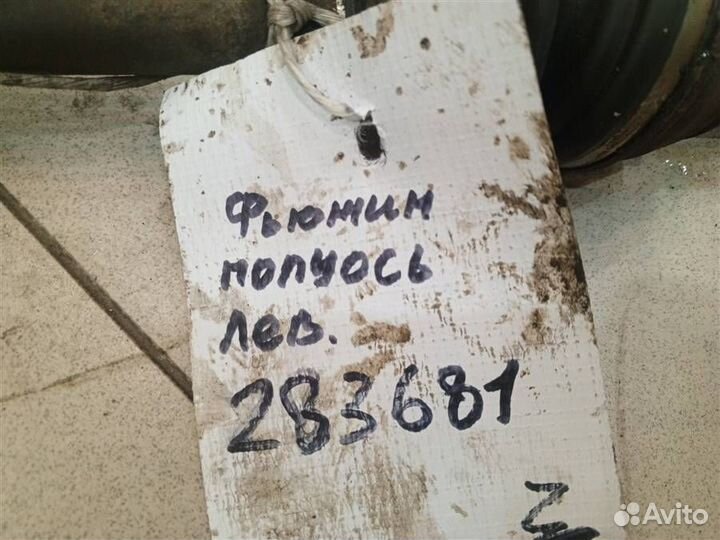 Фьюжин
полуось
лев.
283681
Avito